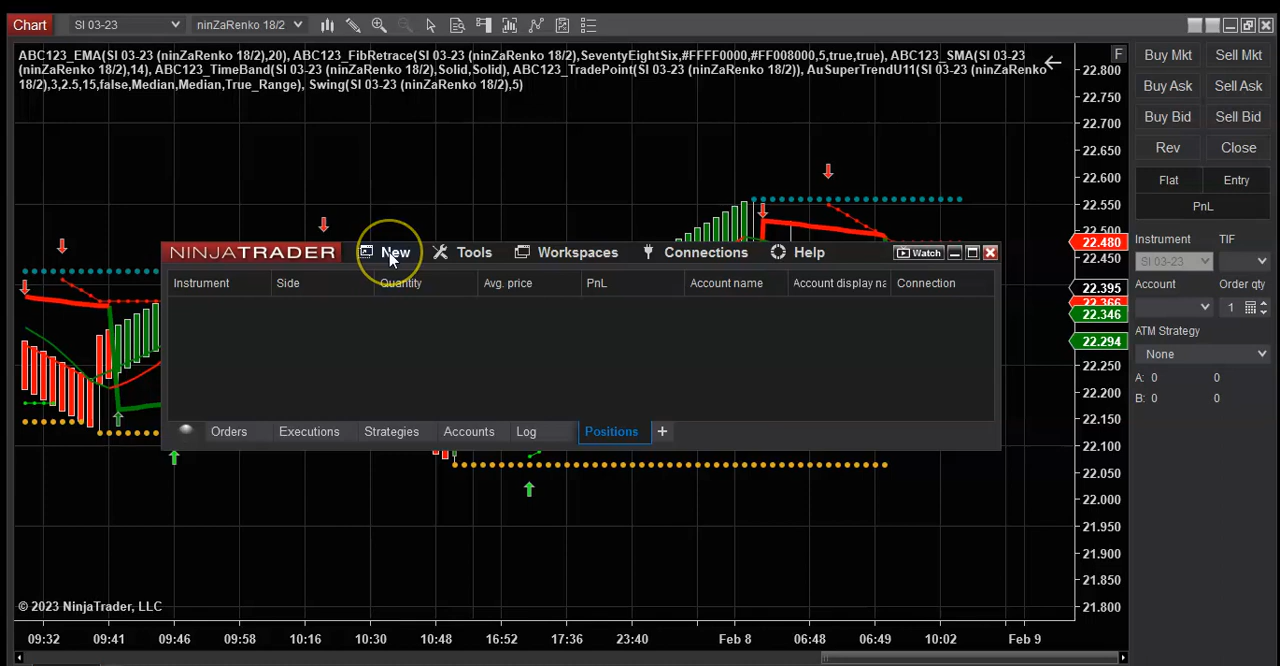 Chart SI 03-23 ninZaRenko 18/2
ABC123_EMA(SI 03-23 (ninZaRenko 18/2),20), ABC123_FibRetrace(SI 03-23 (ninZaRenko 18/2),SeventyEightSix,#FFFF0000,#FF008000,5,true,true), ABC123_SMA(SI 03-23
(ninZaRenko 18/2),14), ABC123_TimeBand(SI 03-23 (ninZaRenko 18/2),Solid,Solid), ABC123_TradePoint(SI 03-23 (ninZaRenko 18/2)), AuSuperTrendU11(SI 03-23 (ninZaRenko
18/2),3,2.5,15,false,Median,Median,True_Range), Swing(SI 03-23 (ninZaRenko 18/2),5)
F
22.800
22.750
22.700
22.650
22.600
22.550
22.480
22.450
22.395
22.366
22.346
22.294
22.250
22.200
22.150
22.100
22.050
22.000
21.950
21.900
21.850
21.800
Buy Mkt Sell Mkt
Buy Ask Sell Ask
Buy Bid Sell Bid
Rev Close
Flat Entry
PnL
Instrument TIF
SI 03-23
Account Order qty
1
ATM Strategy
None
A: 0 0
B: 0 0
NINJATRADER New Tools Workspaces Connections Help Watch
Instrument Side Quantity Avg. price PnL Account name Account display na Connection
Orders Executions Strategies Accounts Log Positions +
© 2023 NinjaTrader, LLC
09:32 09:41 09:46 09:58 10:16 10:30 10:48 16:52 17:36 23:40 Feb 8 06:48 06:49 10:02 Feb 9